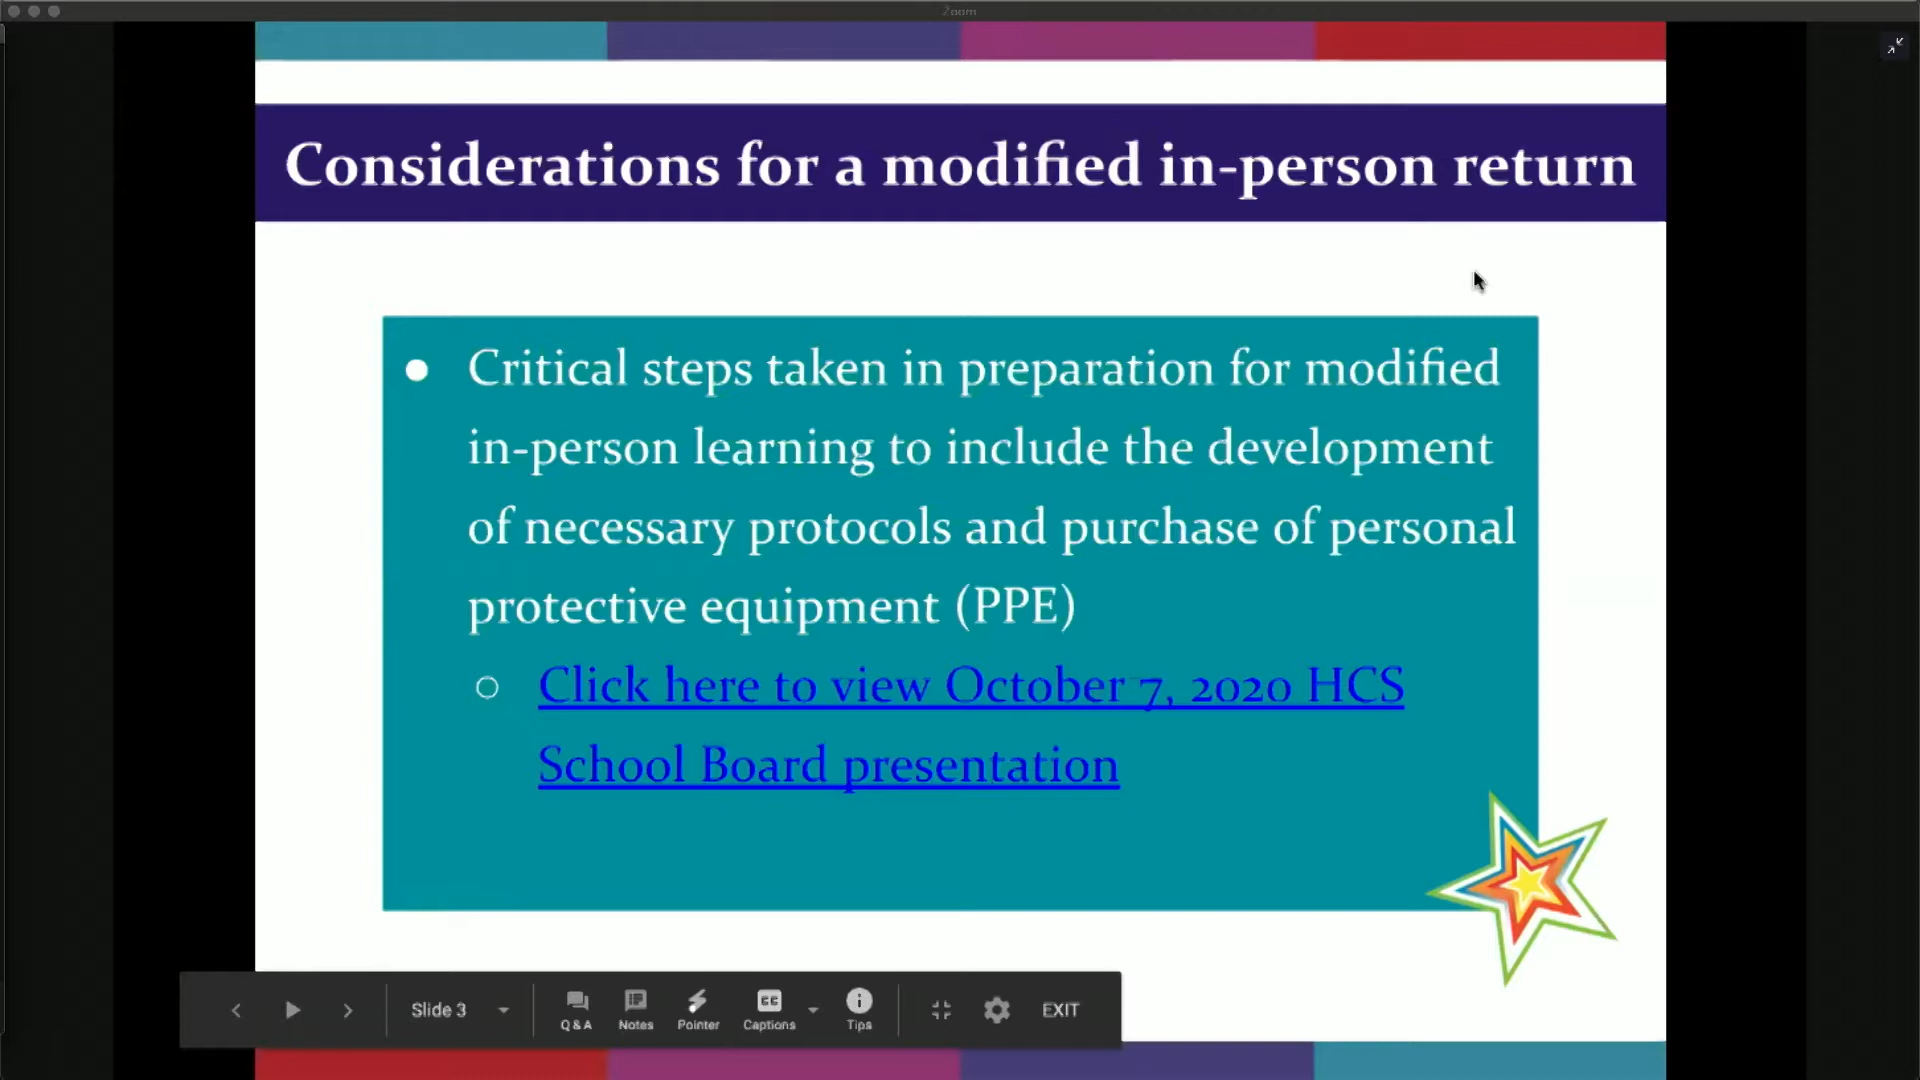 Zoom
Considerations for a modified in-person return
Critical steps taken in preparation for modified
in-person learning to include the development
of necessary protocols and purchase of personal
protective equipment (PPE)
Click here to view October 7, 2020 HCS
School Board presentation
Slide 3
Q & A
Notes
Pointer
CC
Captions
Tips
EXIT